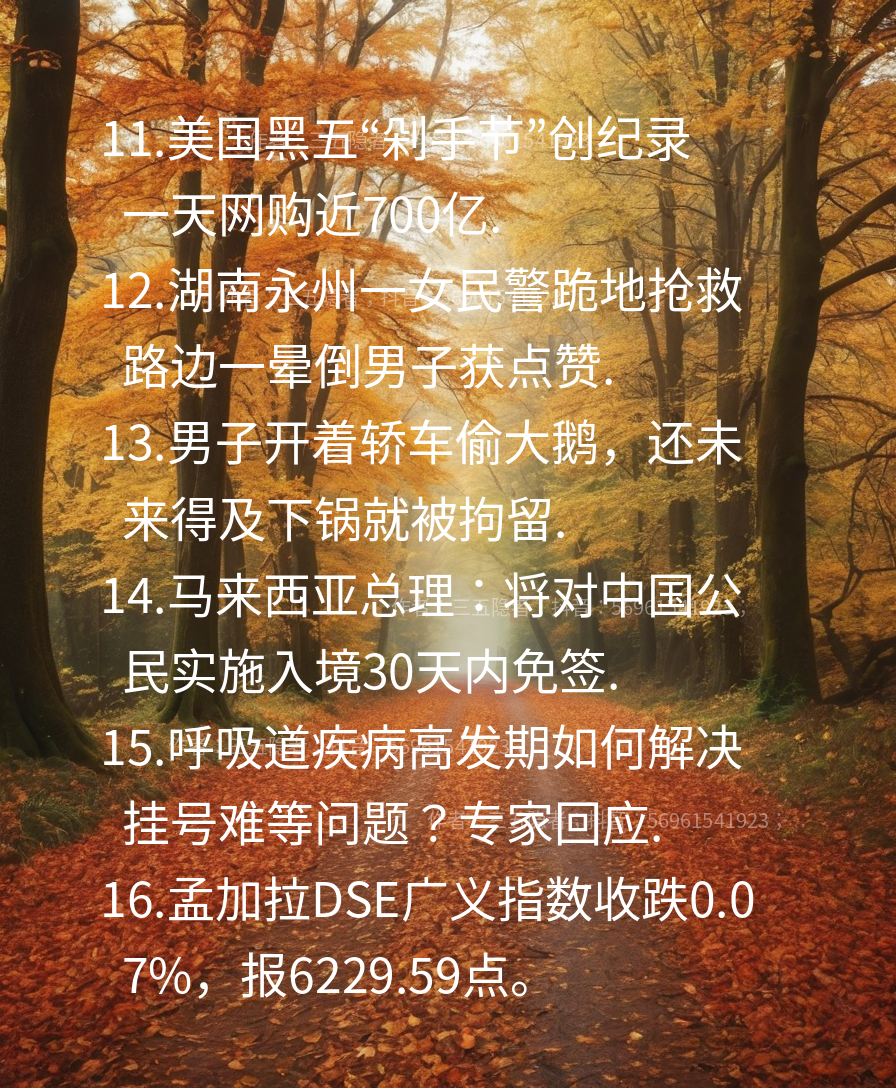 11.美国黑五“剁手节”创纪录
一天网购近700亿.
12.湖南永州一女民警跪地抢救
路边一晕倒男子获点赞.
13.男子开着轿车偷大鹅，还未
来得及下锅就被拘留.
14.马来西亚总理：将对中国公
民实施入境30天内免签.
15.呼吸道疾病高发期如何解决
挂号难等问题？专家回应.
16.孟加拉DSE广义指数收跌0.0
7%，报6229.59点。